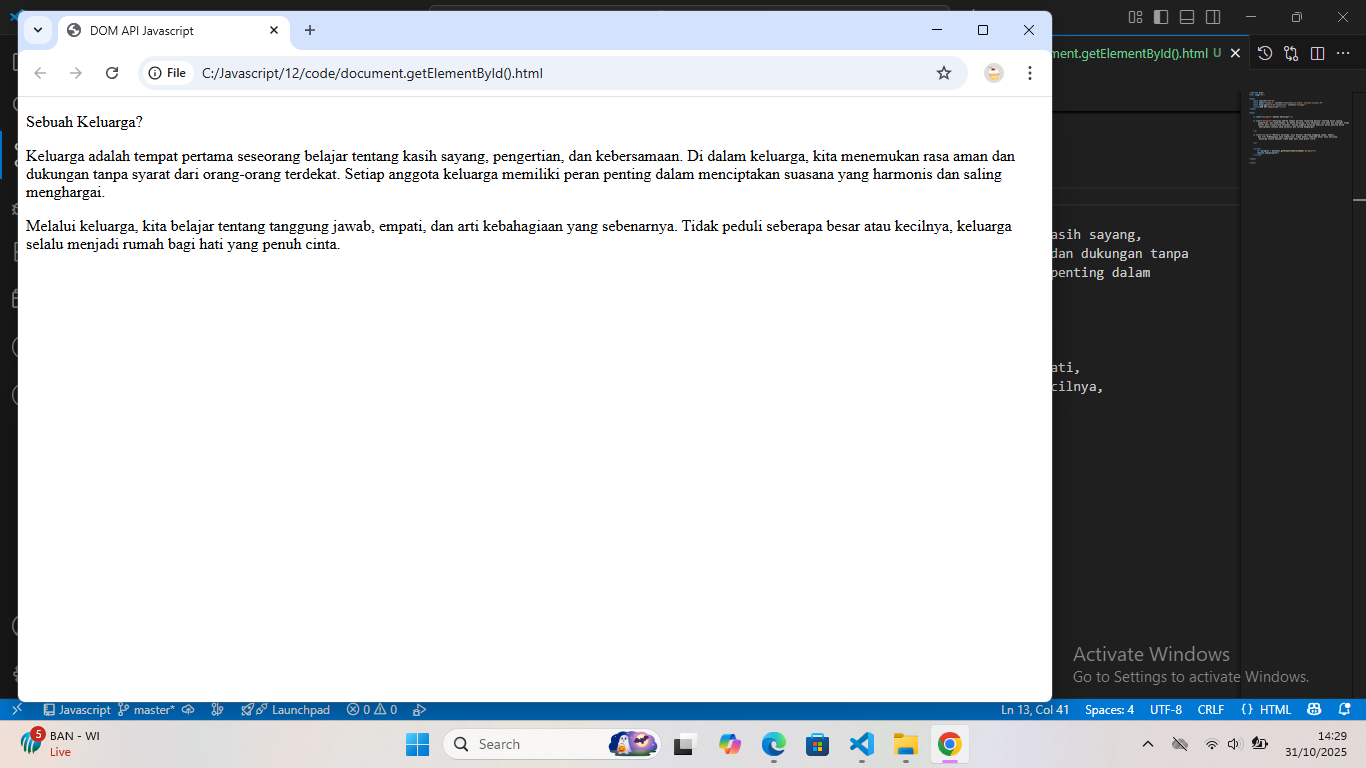 DOM API Javascript
ment.getElementById().html U
File C:/Javascript/12/code/document.getElementById().html
Sebuah Keluarga?
Keluarga adalah tempat pertama seseorang belajar tentang kasih sayang, pengertian, dan kebersamaan. Di dalam keluarga, kita menemukan rasa aman dan
dukungan tanpa syarat dari orang-orang terdekat. Setiap anggota keluarga memiliki peran penting dalam menciptakan suasana yang harmonis dan saling
menghargai.
Melalui keluarga, kita belajar tentang tanggung jawab, empati, dan arti kebahagiaan yang sebenarnya. Tidak peduli seberapa besar atau kecilnya, keluarga
selalu menjadi rumah bagi hati yang penuh cinta.
asih sayang,
dan dukungan tanpa
penting dalam
ati,
cilnya,
Activate Windows
Go to Settings to activate Windows.
Javascript master* Launchpad 0 0 Ln 13, Col 41 Spaces: 4 UTF-8 CRLF {} HTML
5 BAN - WI
Live
Search
14:29
31/10/2025